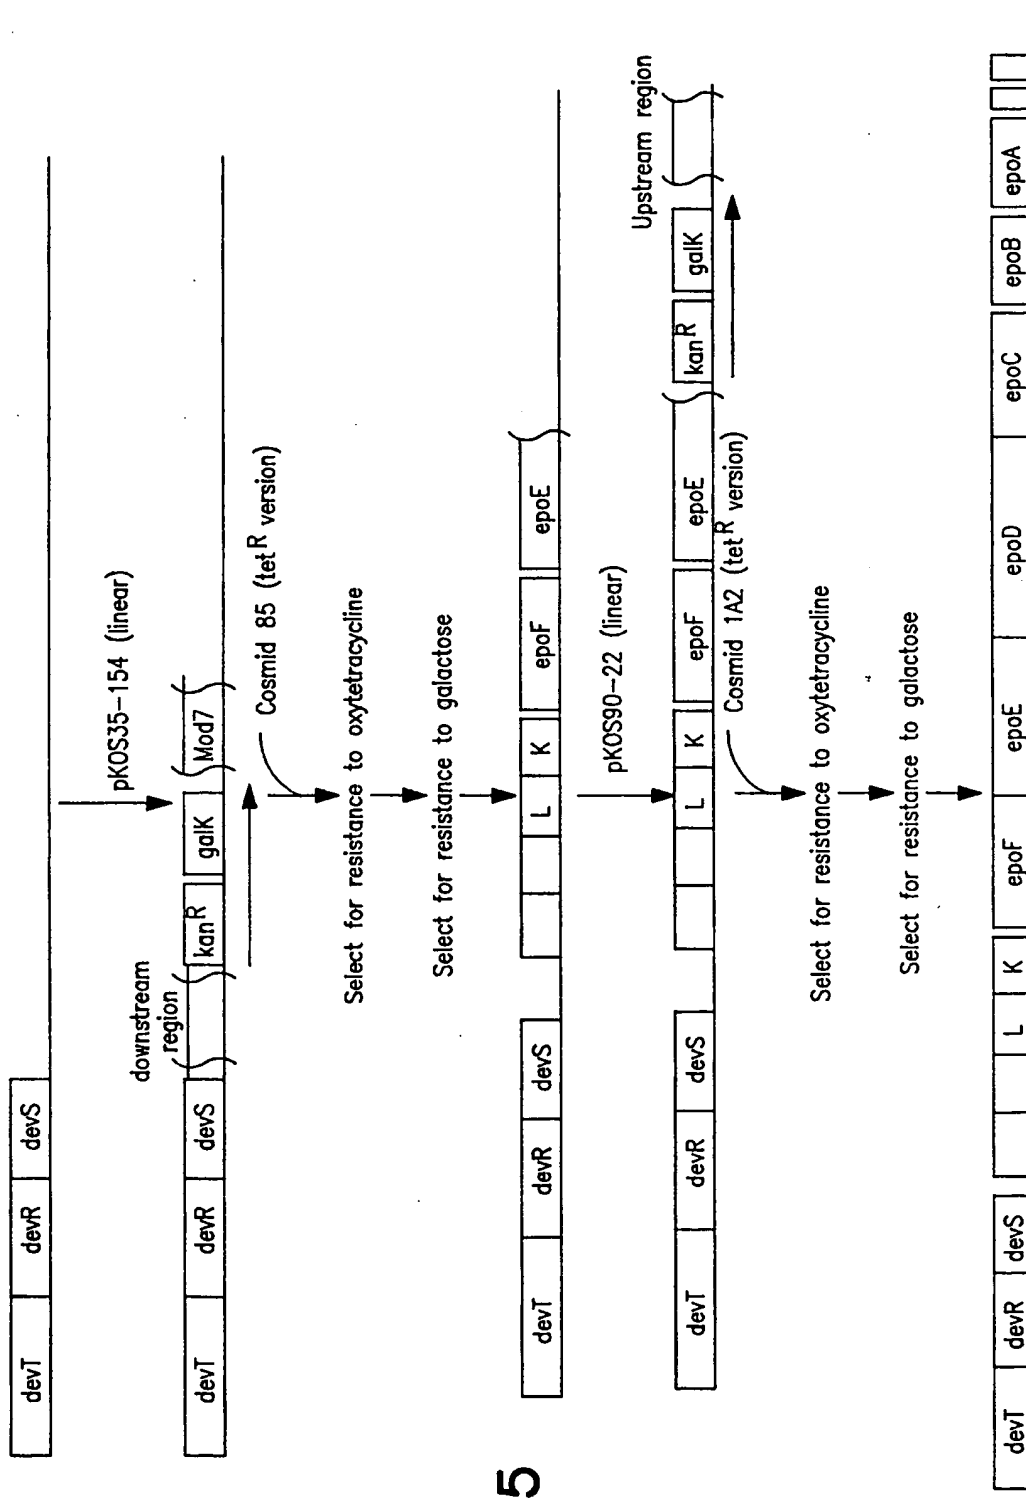 devT devR devS
pKOS35-154 (linear)
downstream
region
devT devR devS kanR galK Mod7
Cosmid 85 (tetR version)
Select for resistance to oxytetracycline
Select for resistance to galactose
devT devR devS L K epoF epoE
pKOS90-22 (linear)
Upstream region
devT devR devS L K epoF epoE kanR galK
Cosmid 1A2 (tetR version)
Select for resistance to oxytetracycline
Select for resistance to galactose
devT devR devS L K epoF epoE epoD epoC epoB epoA
5